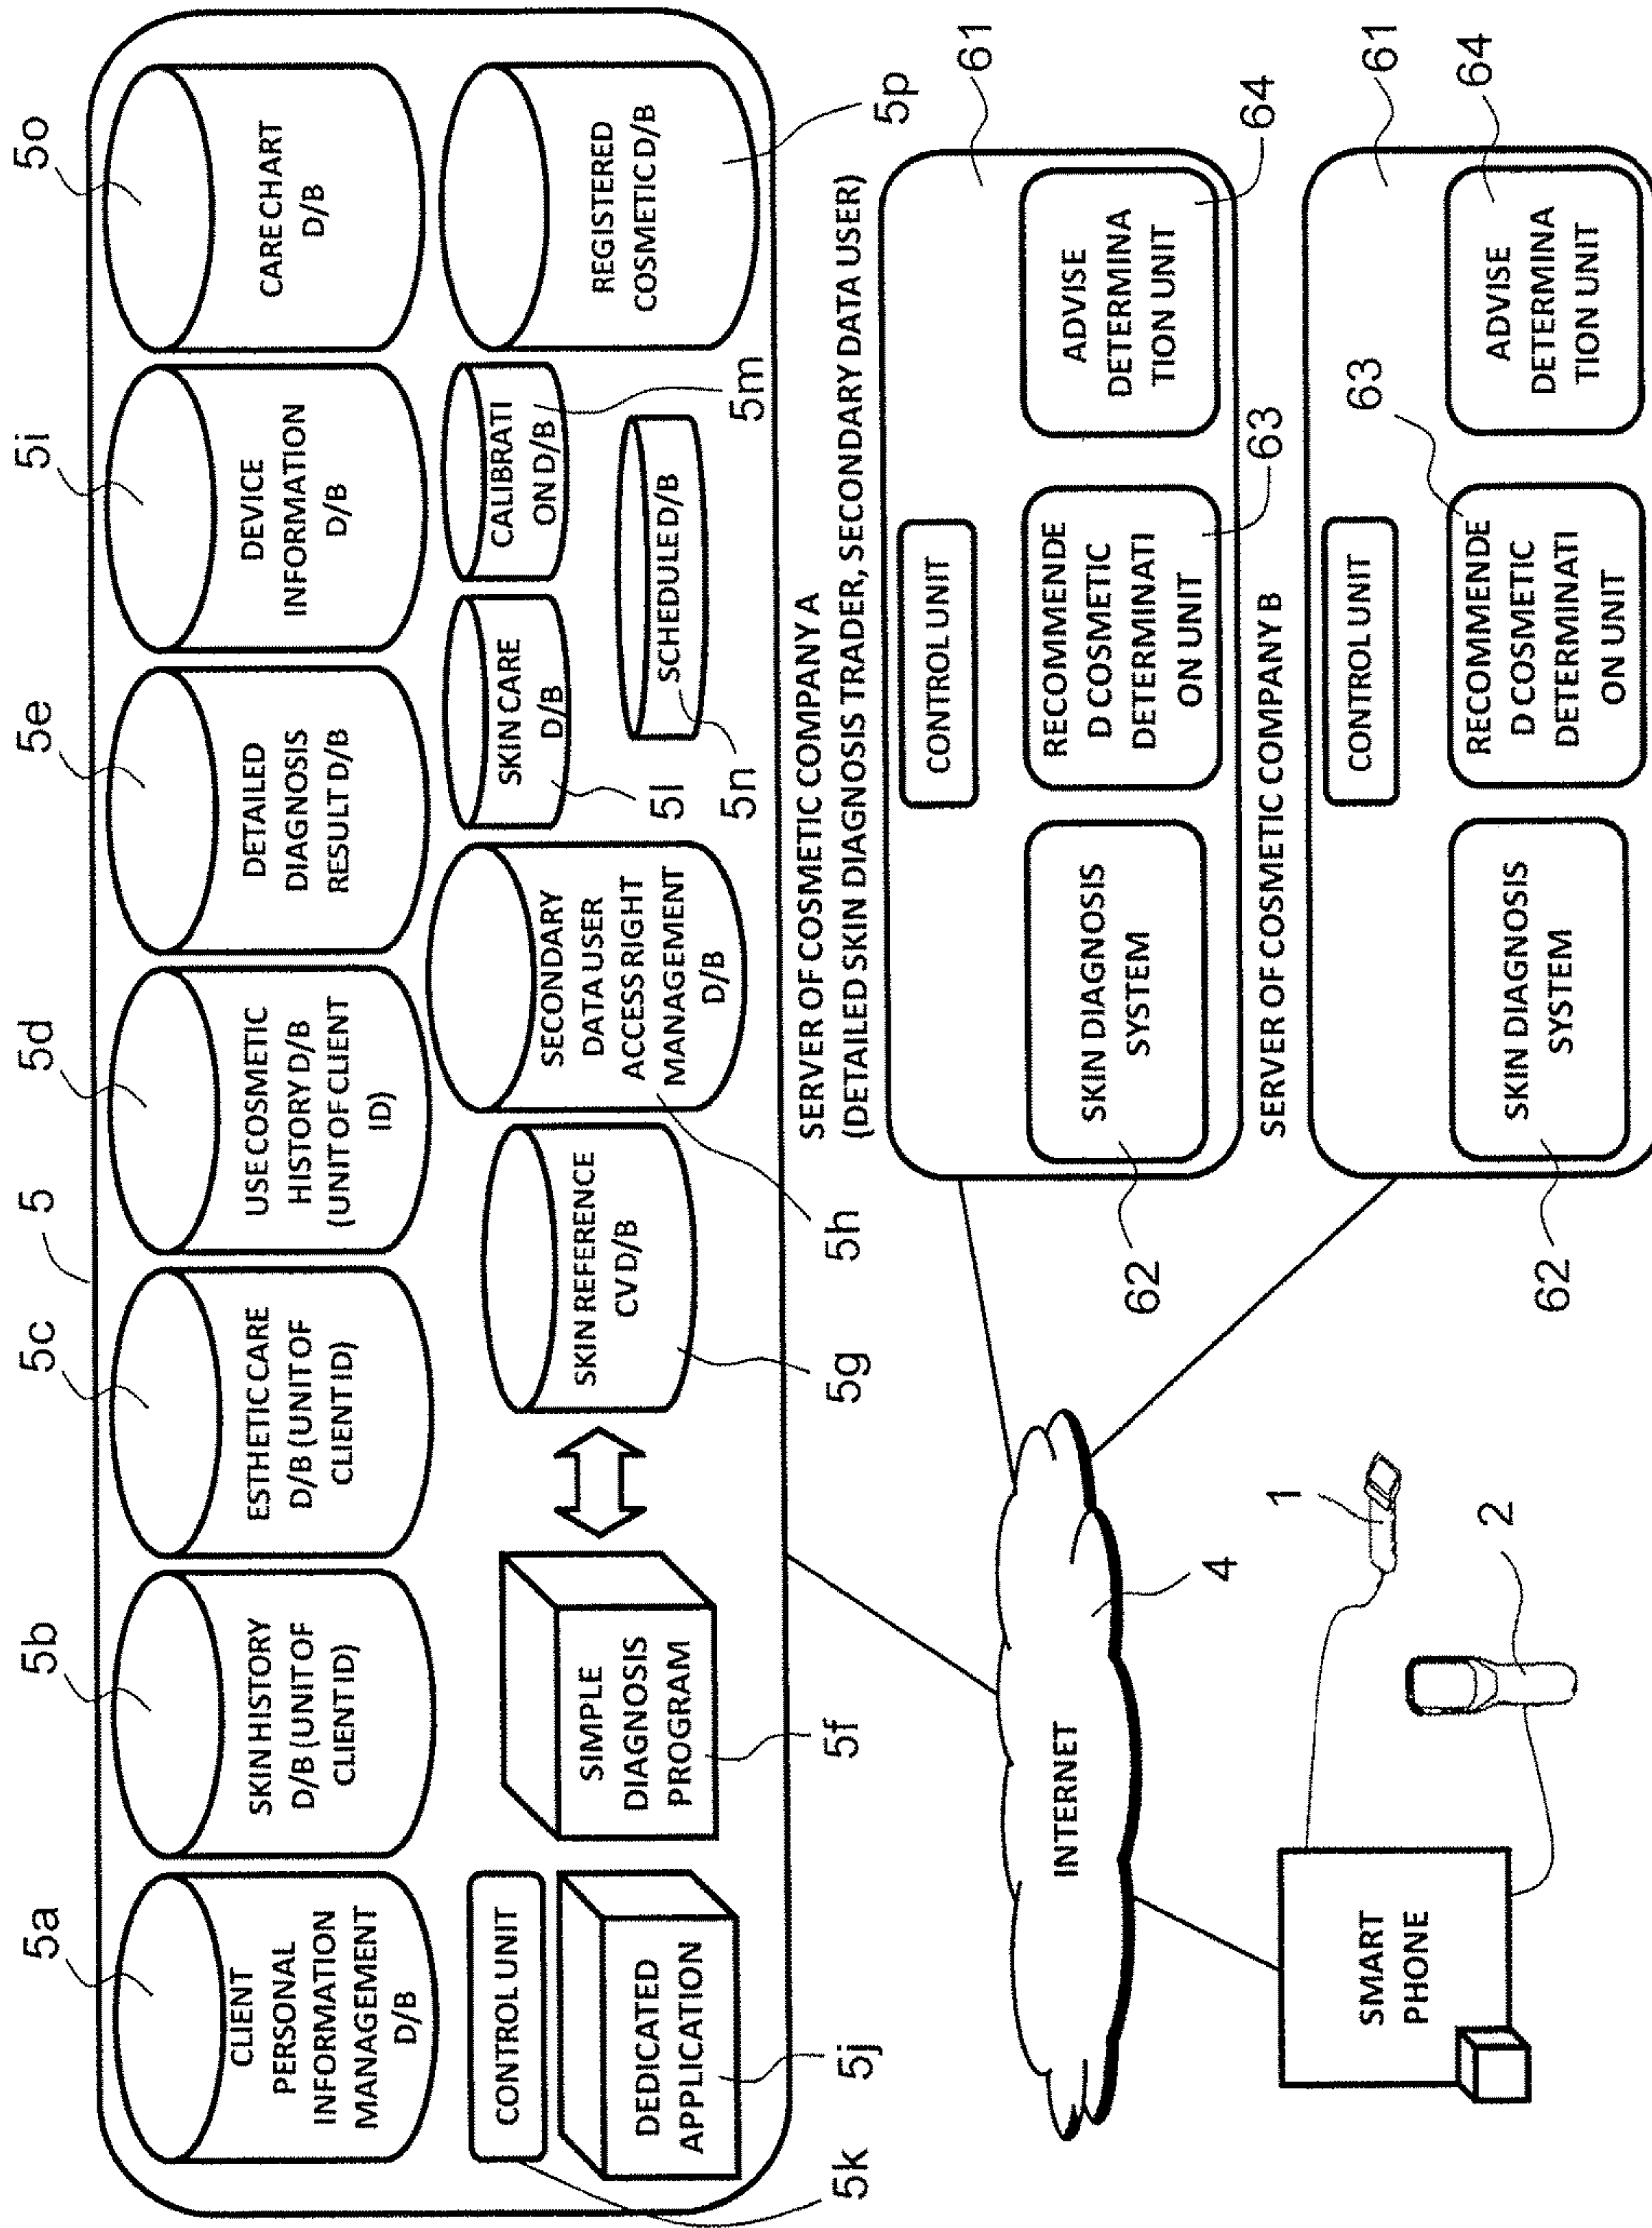 5
5a
5b
5c
5d
5e
5i
5o
CLIENT
PERSONAL
INFORMATION
MANAGEMENT
D/B
SKIN HISTORY
D/B (UNIT OF
CLIENT ID)
ESTHETIC CARE
D/B (UNIT OF
CLIENT ID)
USE COSMETIC
HISTORY D/B
(UNIT OF CLIENT
ID)
DETAILED
DIAGNOSIS
RESULT D/B
DEVICE
INFORMATION
D/B
CARE CHART
D/B
CONTROL UNIT
DEDICATED
APPLICATION
SIMPLE
DIAGNOSIS
PROGRAM
SKIN REFERENCE
CV D/B
SECONDARY
DATA USER
ACCESS RIGHT
MANAGEMENT
D/B
SKIN CARE
D/B
CALIBRATI
ON D/B
SCHEDULE D/B
REGISTERED
COSMETIC D/B
5k
5j
5f
5g
5h
5l
5n
5m
5p
SERVER OF COSMETIC COMPANY A
(DETAILED SKIN DIAGNOSIS TRADER, SECONDARY DATA USER)
61
CONTROL UNIT
SKIN DIAGNOSIS
SYSTEM
RECOMMENDE
D COSMETIC
DETERMINATI
ON UNIT
ADVISE
DETERMINA
TION UNIT
62
63
64
SERVER OF COSMETIC COMPANY B
61
CONTROL UNIT
63
64
SKIN DIAGNOSIS
SYSTEM
RECOMMENDE
D COSMETIC
DETERMINATI
ON UNIT
ADVISE
DETERMINA
TION UNIT
62
INTERNET
4
SMART
PHONE
1
2